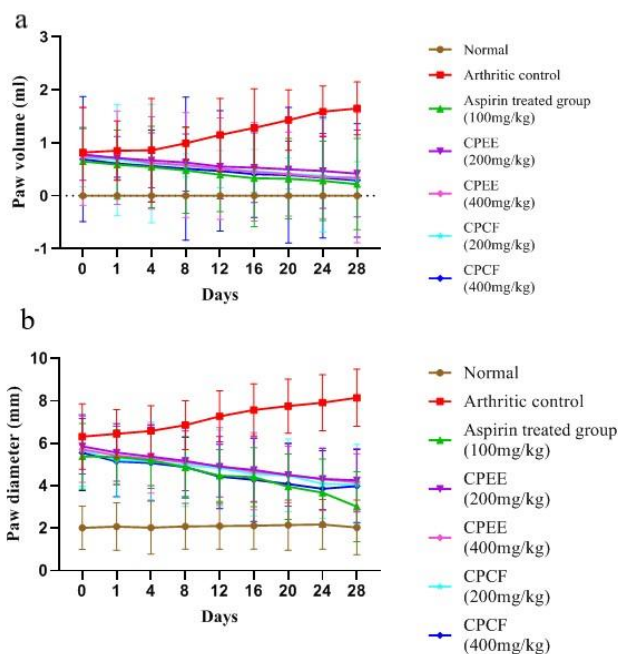 a
3
2
1
0
-1
Paw volume (ml)
0 1 4 8 12 16 20 24 28
Days
Normal
Arthritic control
Aspirin treated group
(100mg/kg)
CPEE
(200mg/kg)
CPEE
(400mg/kg)
CPCF
(200mg/kg)
CPCF
(400mg/kg)
b
10
8
6
4
2
0
Paw diameter (mm)
0 1 4 8 12 16 20 24 28
Days
Normal
Arthritic control
Aspirin treated group
(100mg/kg)
CPEE
(200mg/kg)
CPEE
(400mg/kg)
CPCF
(200mg/kg)
CPCF
(400mg/kg)